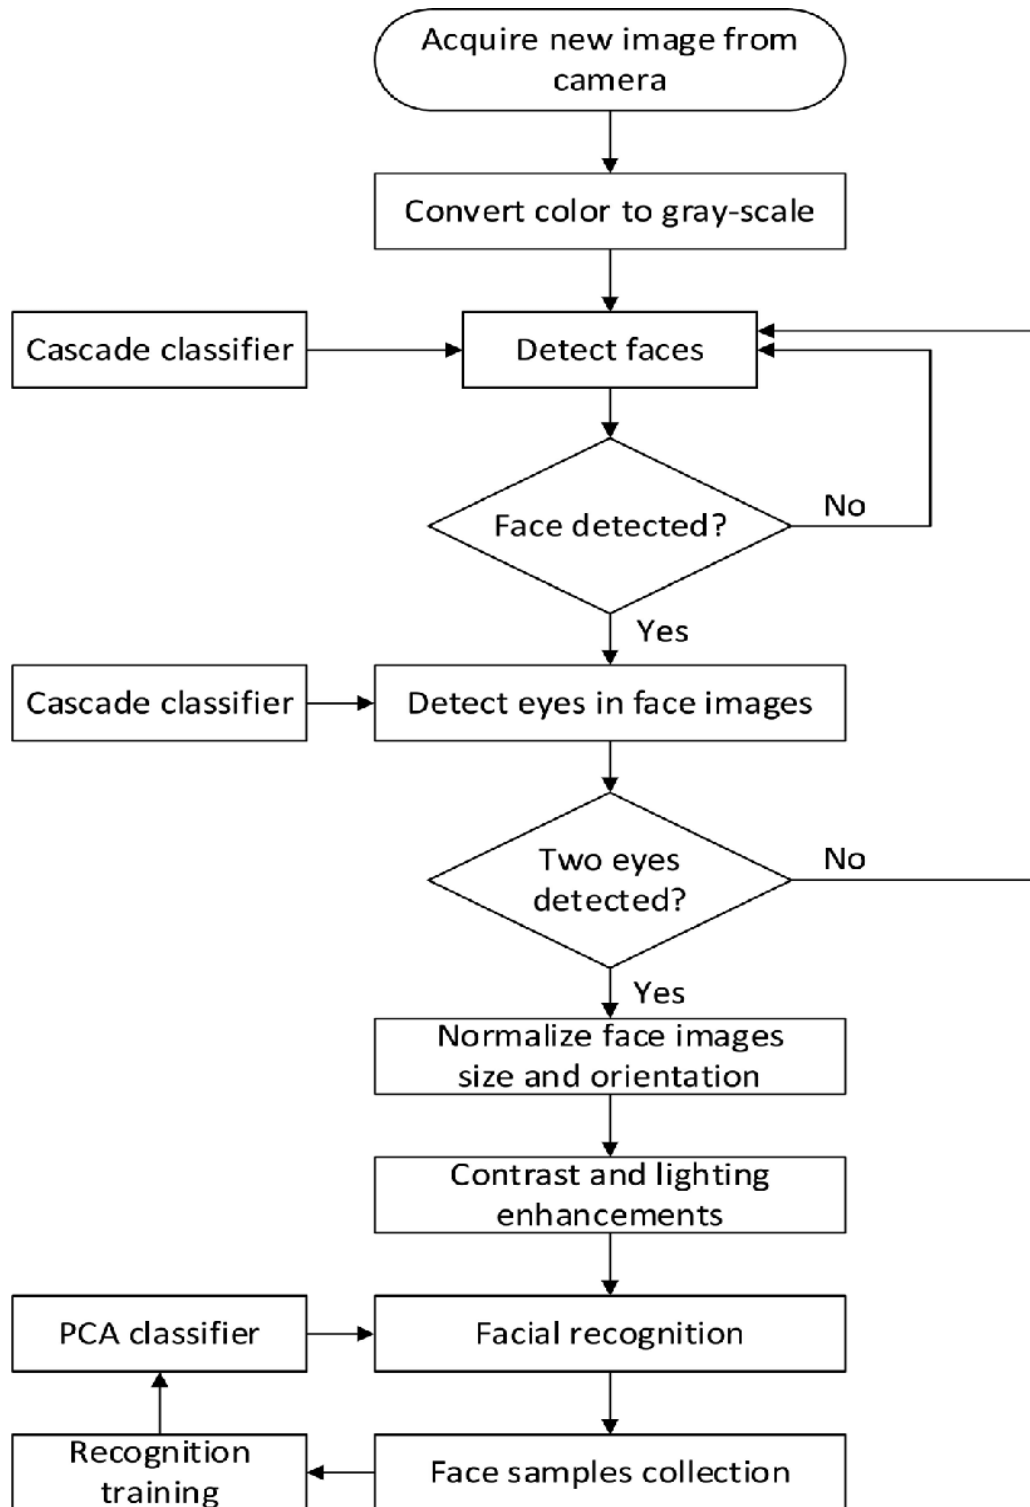 Acquire new image from
camera
Convert color to gray-scale
Cascade classifier
Detect faces
Face detected?
No
Yes
Cascade classifier
Detect eyes in face images
Two eyes
detected?
No
Yes
Normalize face images
size and orientation
Contrast and lighting
enhancements
PCA classifier
Facial recognition
Recognition
training
Face samples collection